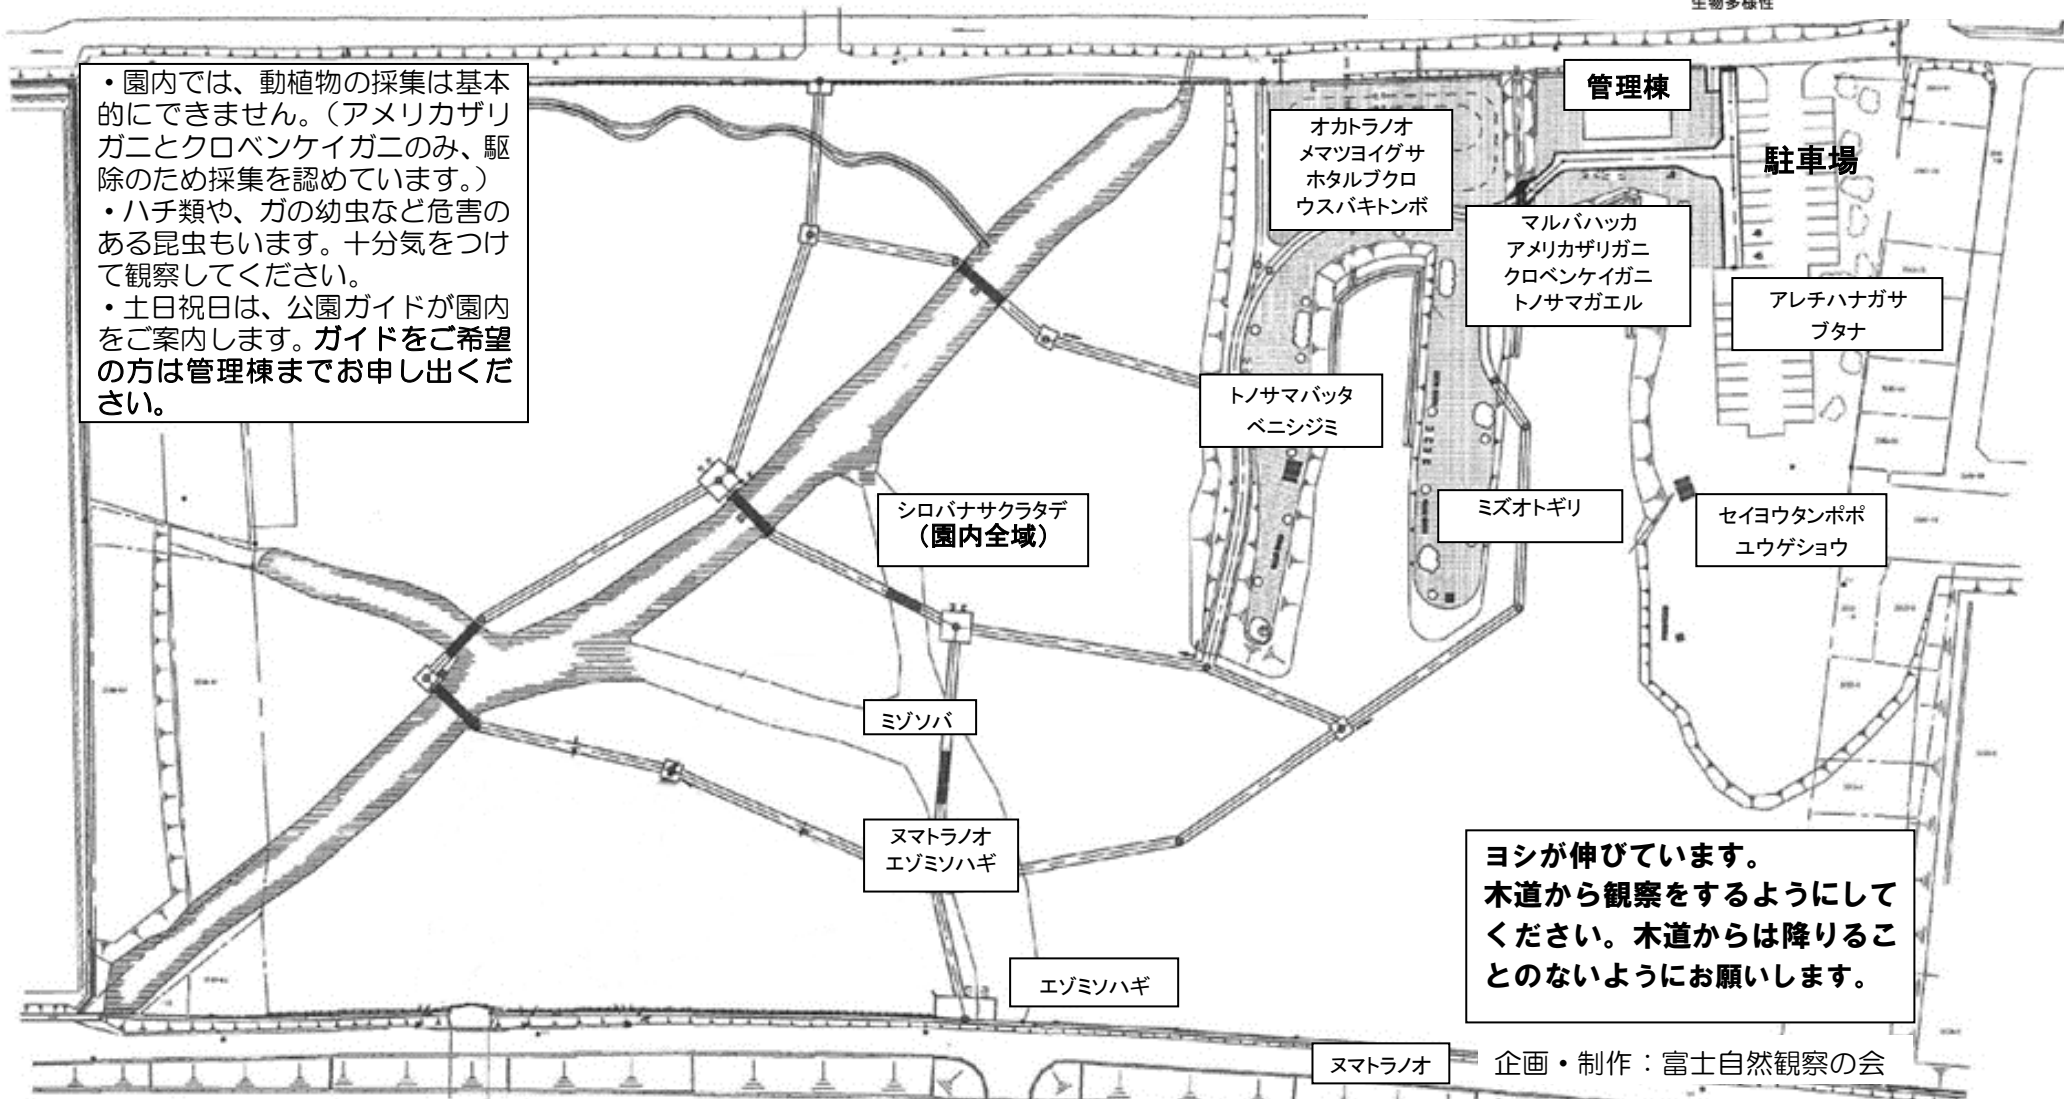 生物多様性
・園内では、動植物の採集は基本
的にできません。（アメリカザリ
ガニとクロベンケイガニのみ、駆
除のため採集を認めています。）
・ハチ類や、ガの幼虫など危害の
ある昆虫もいます。十分気をつけ
て観察してください。
・土日祝日は、公園ガイドが園内
をご案内します。ガイドをご希望
の方は管理棟までお申し出くだ
さい。
管理棟
駐車場
オカトラノオ
メマツヨイグサ
ホタルブクロ
ウスバキトンボ
マルバハッカ
アメリカザリガニ
クロベンケイガニ
トノサマガエル
アレチハナガサ
ブタナ
トノサマバッタ
ベニシジミ
シロバナサクラタデ
（園内全域）
ミズオトギリ
セイヨウタンポポ
ユウゲショウ
ミゾソバ
ヌマトラノオ
エゾミソハギ
ヨシが伸びています。
木道から観察をするようにして
ください。木道からは降りるこ
とのないようにお願いします。
エゾミソハギ
ヌマトラノオ
企画・制作：富士自然観察の会